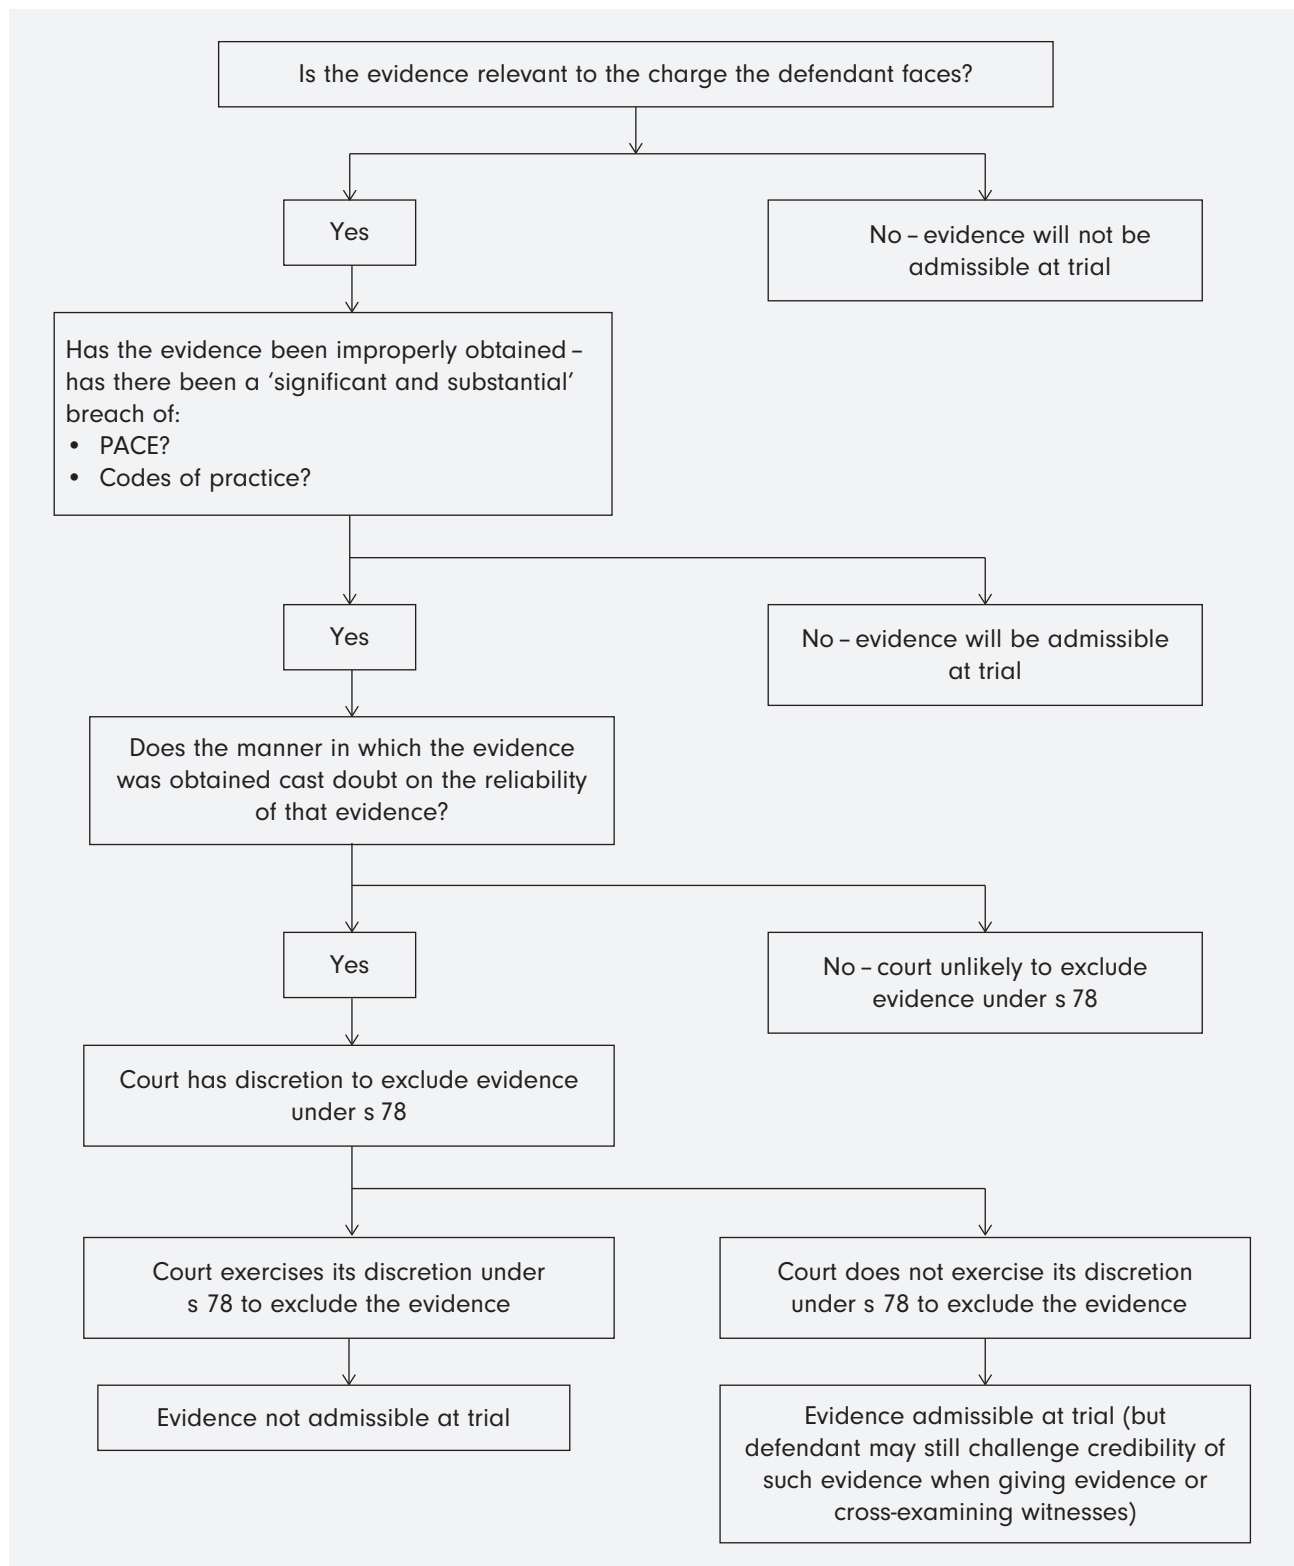 Is the evidence relevant to the charge the defendant faces?
Yes
No – evidence will not be
admissible at trial
Has the evidence been improperly obtained –
has there been a ‘significant and substantial’
breach of:
• PACE?
• Codes of practice?
Yes
No – evidence will be admissible
at trial
Does the manner in which the evidence
was obtained cast doubt on the reliability
of that evidence?
Yes
No – court unlikely to exclude
evidence under s 78
Court has discretion to exclude evidence
under s 78
Court exercises its discretion under
s 78 to exclude the evidence
Court does not exercise its discretion
under s 78 to exclude the evidence
Evidence not admissible at trial
Evidence admissible at trial (but
defendant may still challenge credibility of
such evidence when giving evidence or
cross-examining witnesses)